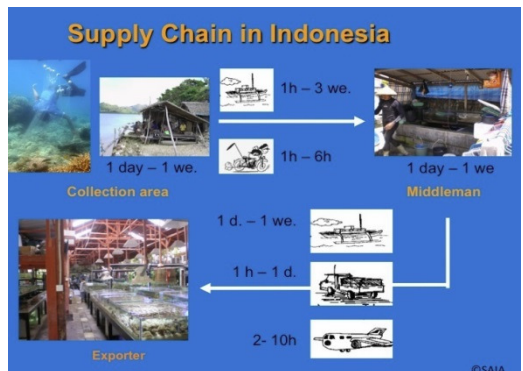 Supply Chain in Indonesia
1h – 3 we.
1 day – 1 we.
1h – 6h
1 day – 1 we
Collection area
Middleman
1 d. – 1 we.
1 h – 1 d.
2- 10h
Exporter
©SAIA